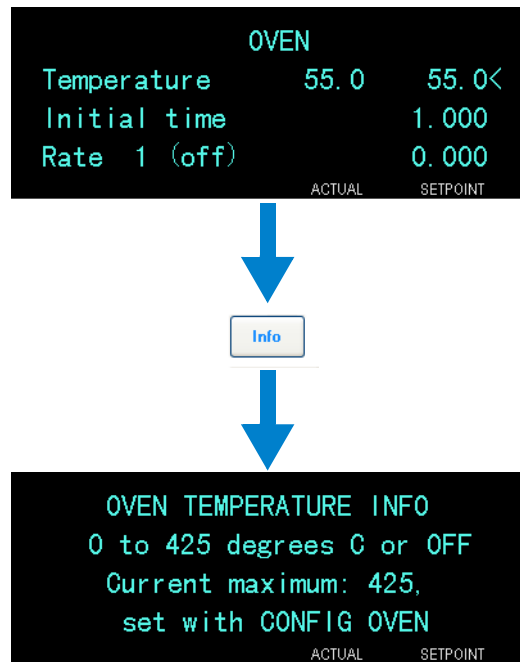 OVEN
Temperature 55.0 55.0<
Initial time 1.000
Rate 1 (off) 0.000
ACTUAL SETPOINT
Info
OVEN TEMPERATURE INFO
0 to 425 degrees C or OFF
Current maximum: 425,
set with CONFIG OVEN
ACTUAL SETPOINT